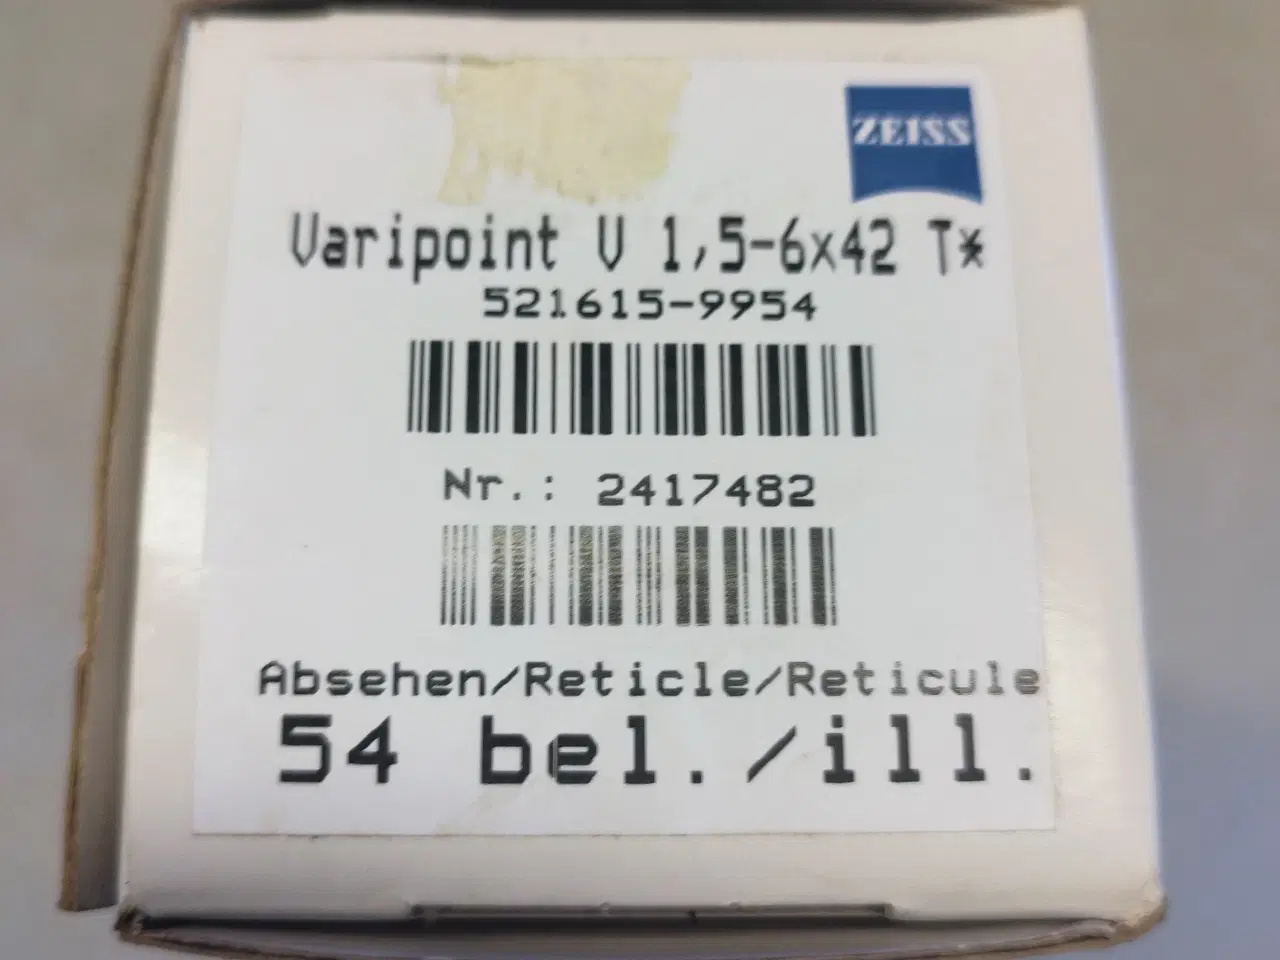 ZEISS
Varipoint V 1,5-6x42 T*
521615-9954
Nr.: 2417482
Absehen/Reticle/Reticule
54 bel./ill.